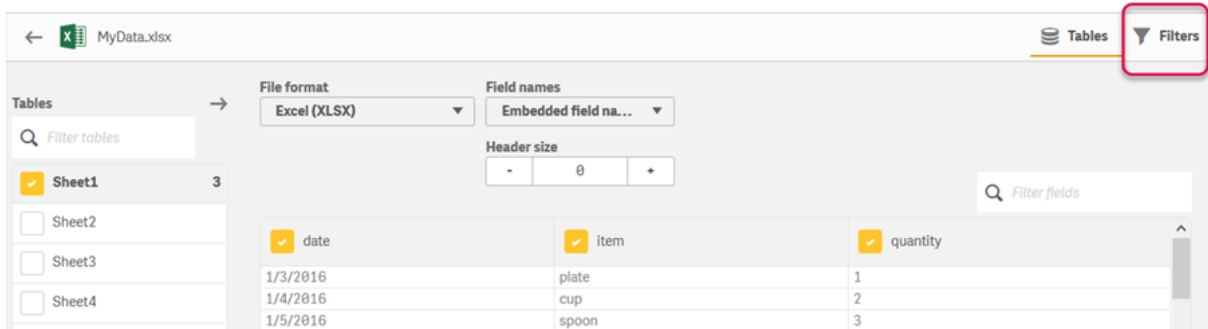 MyData.xlsx
Tables
Filters
Tables
Filter tables
Sheet1 3
Sheet2
Sheet3
Sheet4
File format
Excel (XLSX)
Field names
Embedded field na...
Header size
- 0 +
Filter fields
date item quantity
1/3/2016 plate 1
1/4/2016 cup 2
1/5/2016 spoon 3